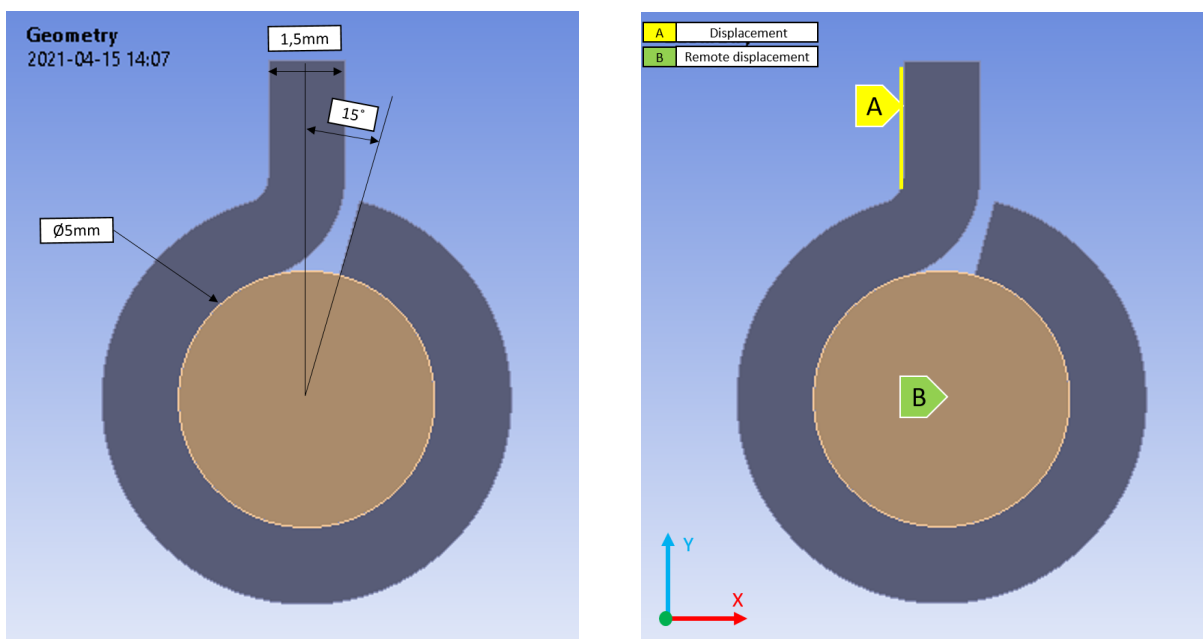 Geometry
2021-04-15 14:07
1,5mm
15°
Ø5mm
A Displacement
B Remote displacement
A
B
Y
X